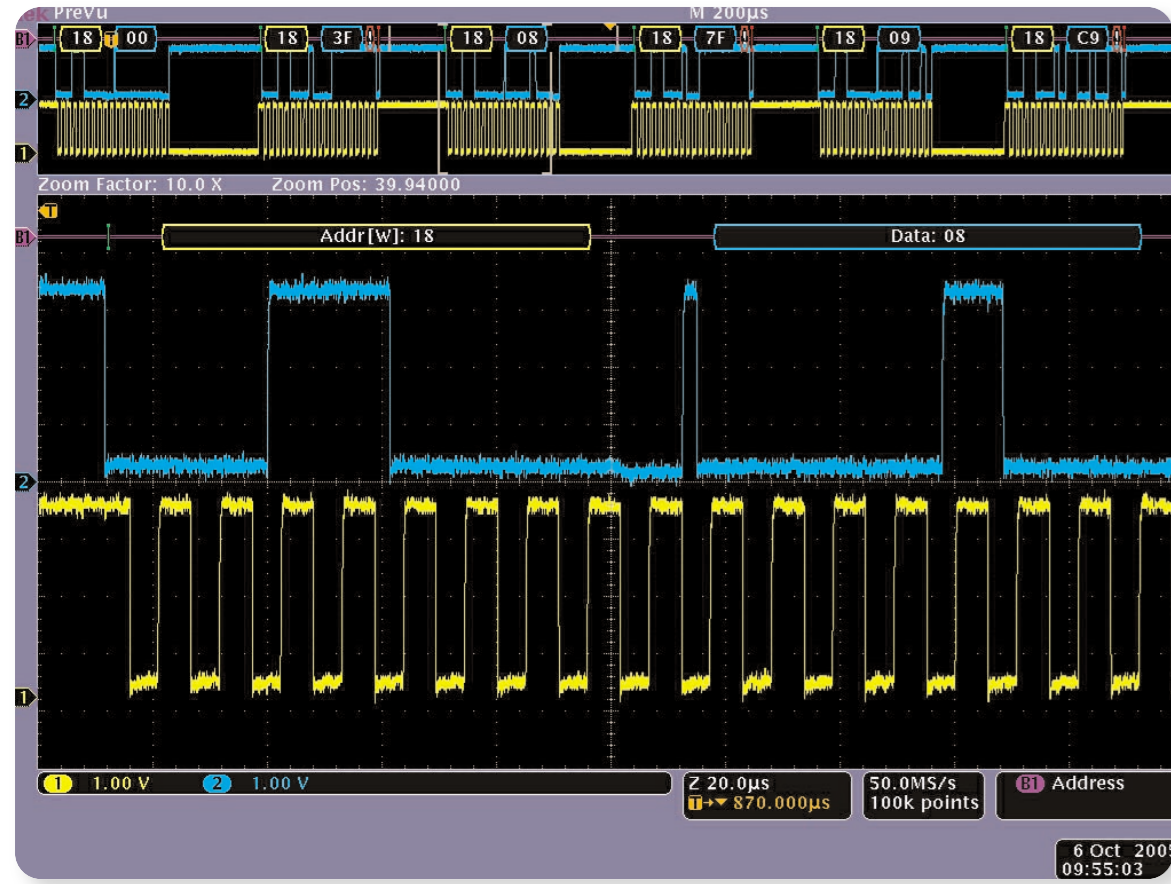 ek PreVu M 200µs
B1 18 T 00 18 3F ! 18 08 18 7F ! 18 09 18 C9 !
2
1
Zoom Factor: 10.0 X Zoom Pos: 39.94000
T
B1 Addr[W]: 18 Data: 08
2
1
1 1.00 V 2 1.00 V Z 20.0µs 50.0MS/s B1 Address
T→▼ 870.000µs 100k points
6 Oct 2005
09:55:03